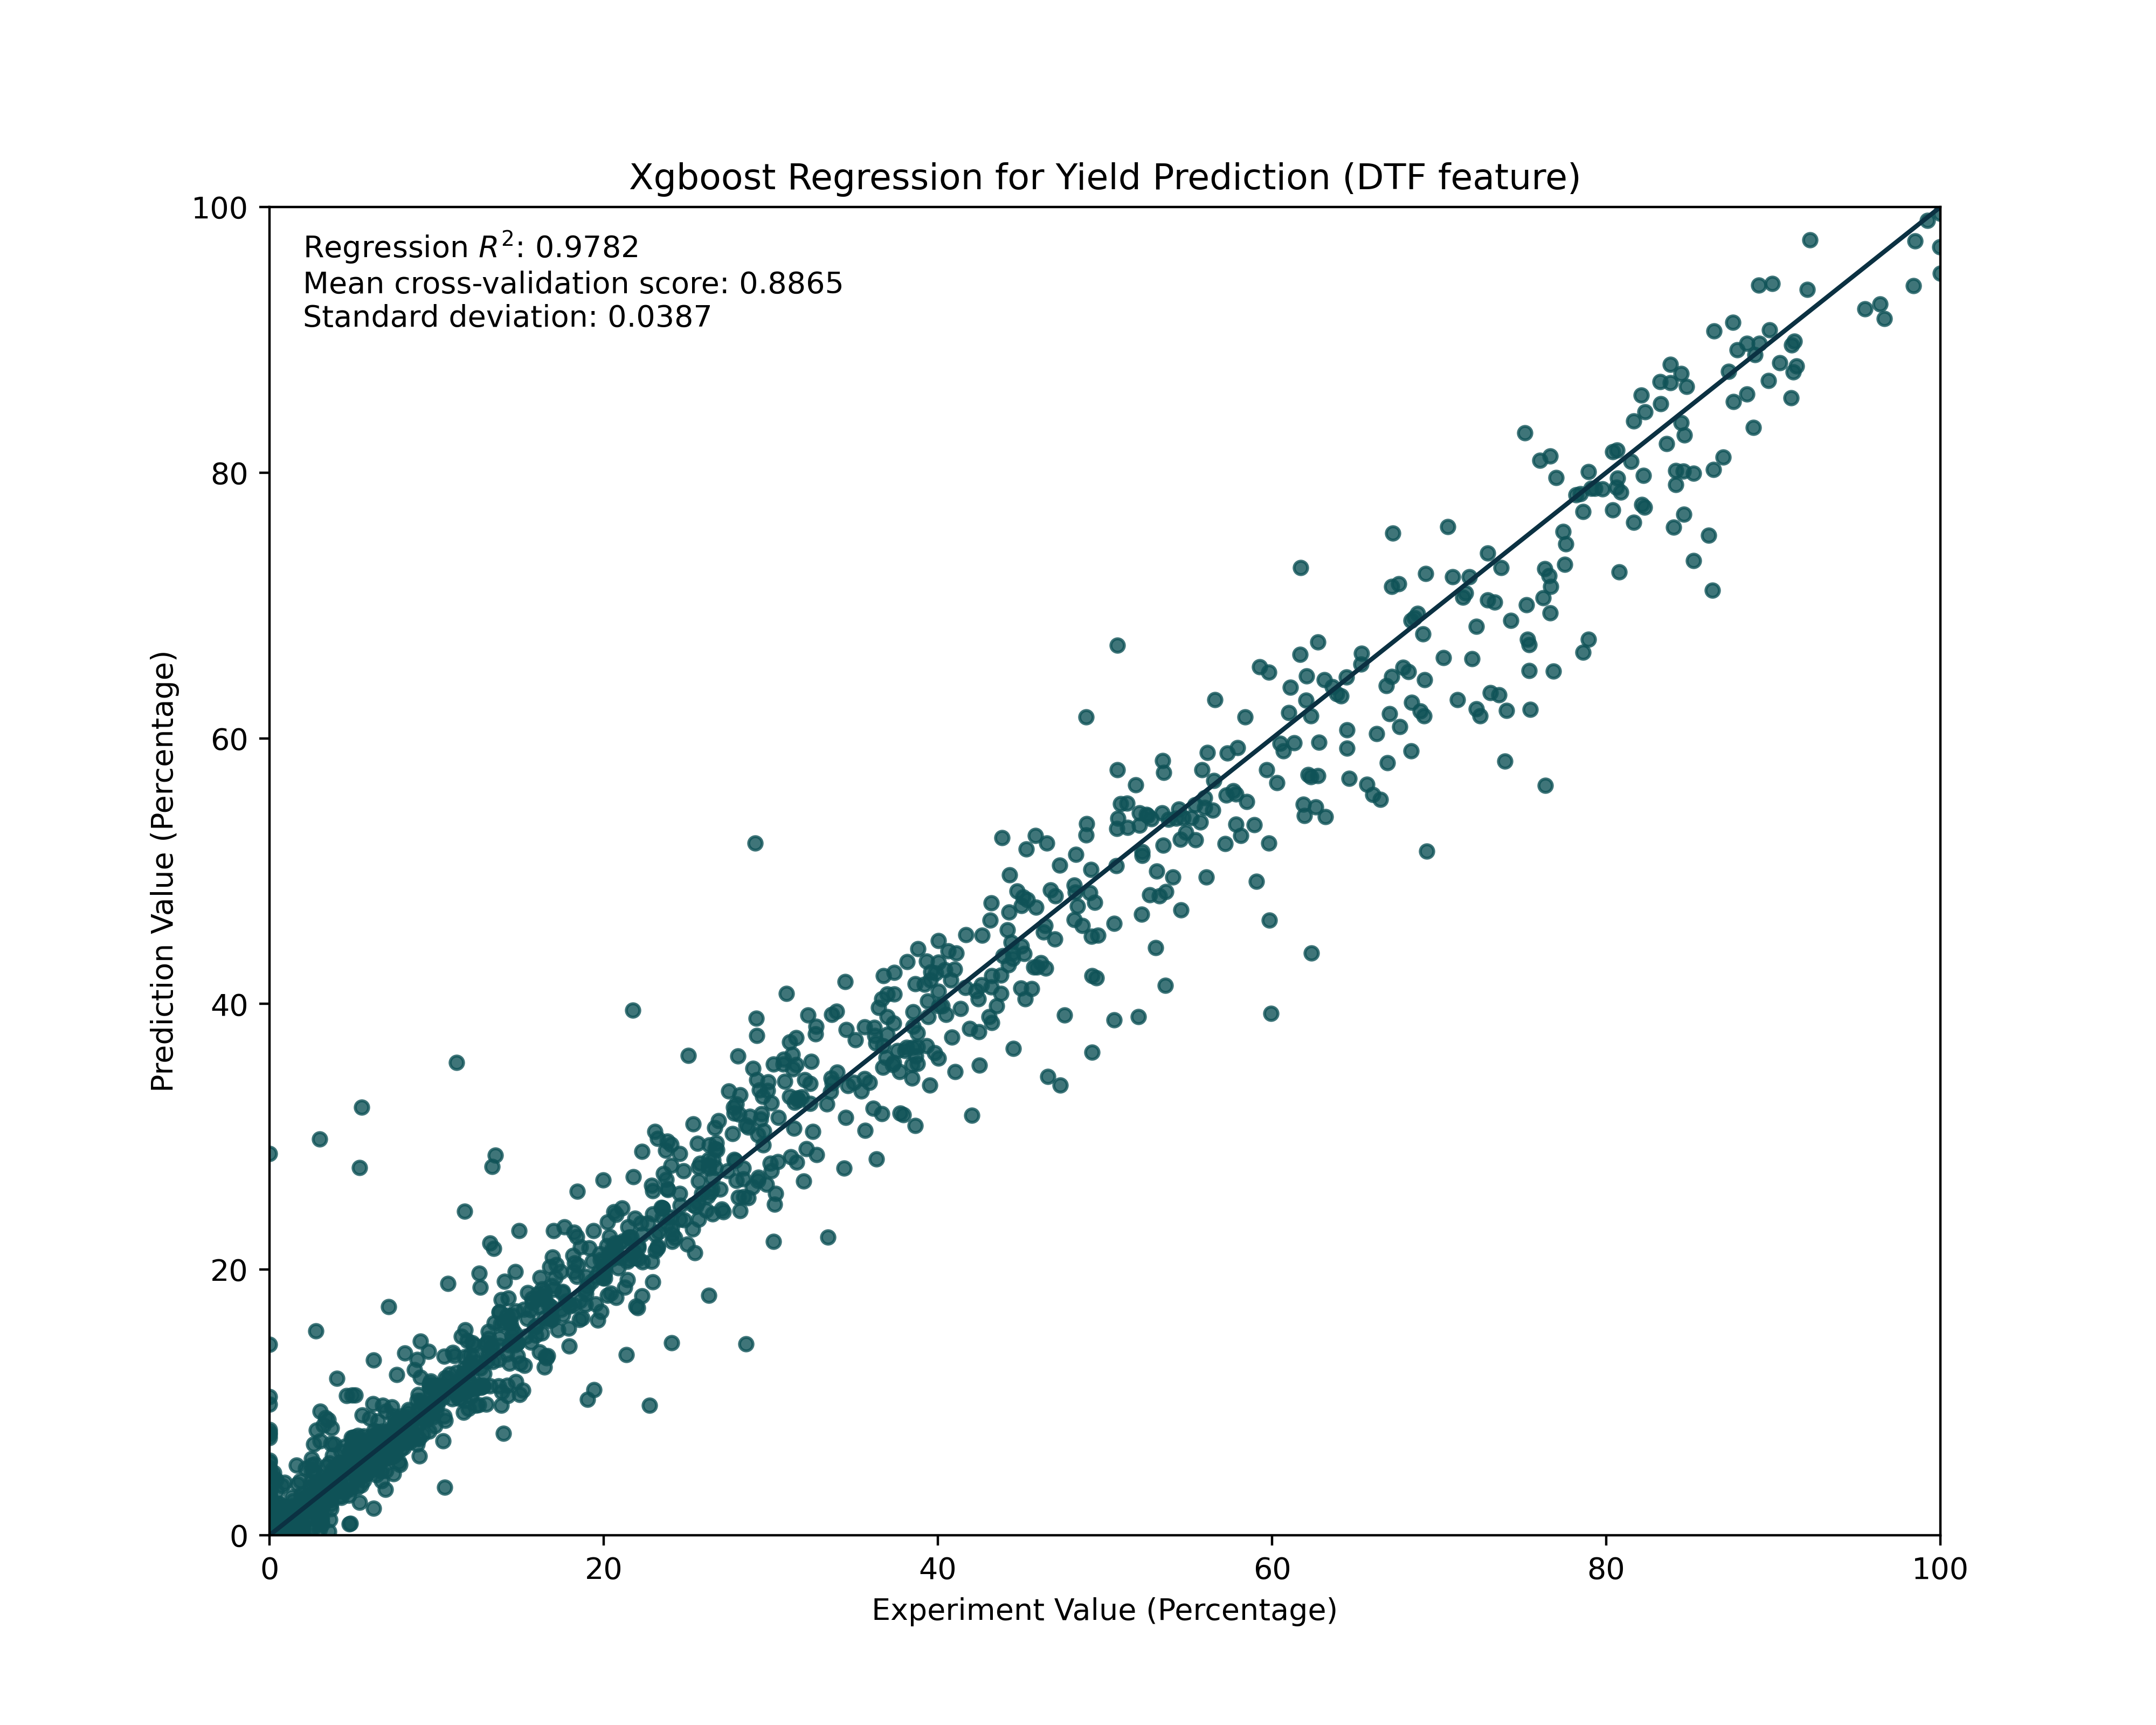 Xgboost Regression for Yield Prediction (DTF feature)
Regression R²: 0.9782
Mean cross-validation score: 0.8865
Standard deviation: 0.0387
Prediction Value (Percentage)
100
80
60
40
20
0
0 20 40 60 80 100
Experiment Value (Percentage)